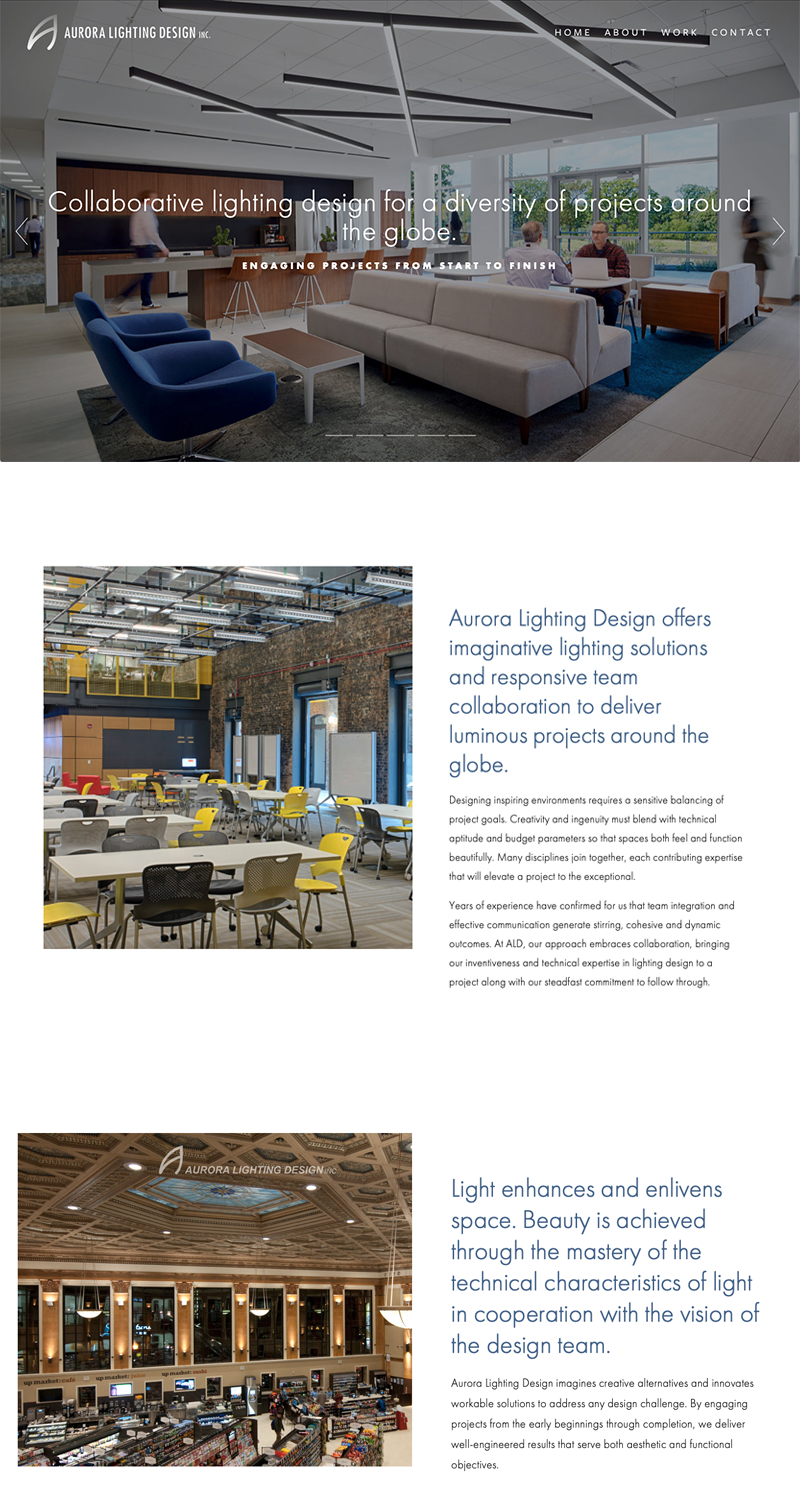 AURORA LIGHTING DESIGN INC.
HOME ABOUT WORK CONTACT
Collaborative lighting design for a diversity of projects around
the globe.
ENGAGING PROJECTS FROM START TO FINISH
Aurora Lighting Design offers
imaginative lighting solutions
and responsive team
collaboration to deliver
luminous projects around the
globe.
Designing inspiring environments requires a sensitive balancing of
project goals. Creativity and ingenuity must blend with technical
aptitude and budget parameters so that spaces both feel and function
beautifully. Many disciplines join together, each contributing expertise
that will elevate a project to the exceptional.
Years of experience have confirmed for us that team integration and
effective communication generate stirring, cohesive and dynamic
outcomes. At ALD, our approach embraces collaboration, bringing
our inventiveness and technical expertise in lighting design to a
project along with our steadfast commitment to follow through.
AURORA LIGHTING DESIGN INC
up market: cafe
up market:
up market:
Light enhances and enlivens
space. Beauty is achieved
through the mastery of the
technical characteristics of light
in cooperation with the vision of
the design team.
Aurora Lighting Design imagines creative alternatives and innovates
workable solutions to address any design challenge. By engaging
projects from the early beginnings through completion, we deliver
well-engineered results that serve both aesthetic and functional
objectives.